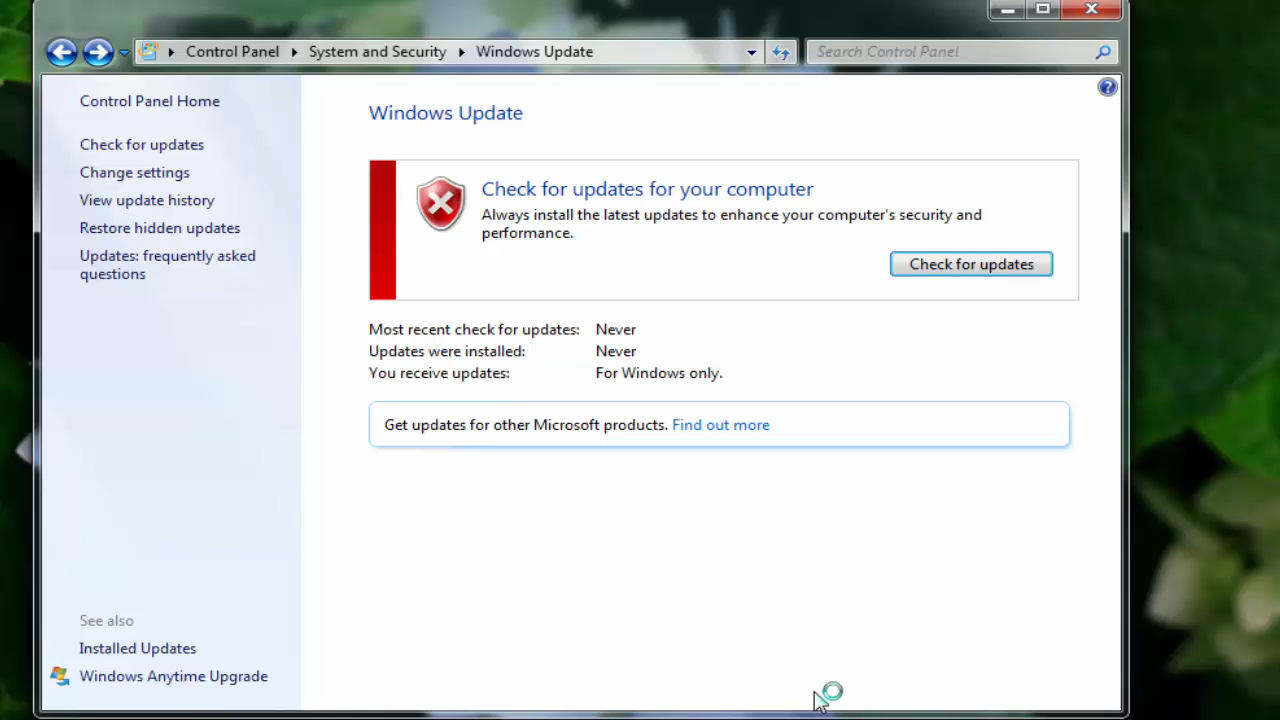 Control Panel
System and Security
Windows Update
Search Control Panel
Control Panel Home
Check for updates
Change settings
View update history
Restore hidden updates
Updates: frequently asked
questions
See also
Installed Updates
Windows Anytime Upgrade
Windows Update
Check for updates for your computer
Always install the latest updates to enhance your computer's security and
performance.
Check for updates
Most recent check for updates: Never
Updates were installed: Never
You receive updates: For Windows only.
Get updates for other Microsoft products. Find out more